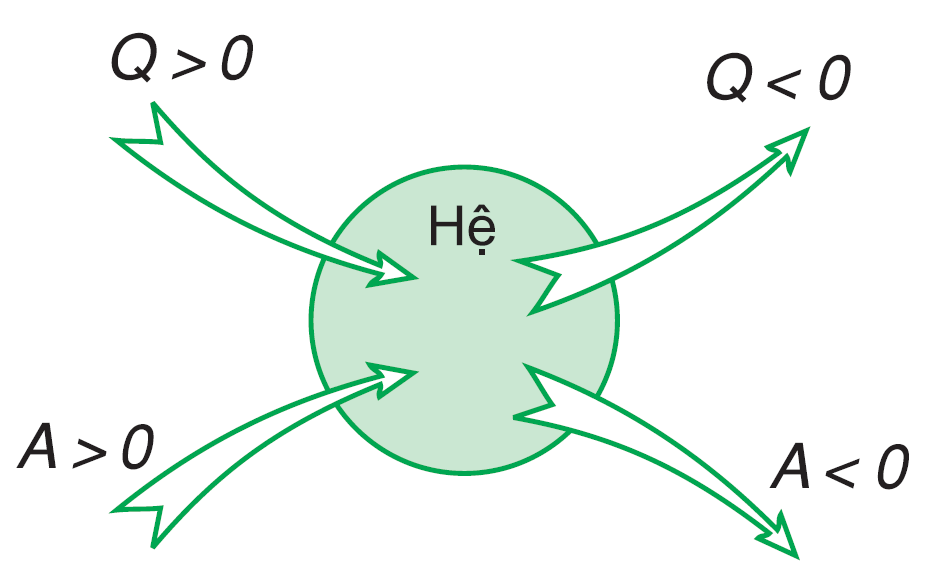 Q > 0
Q < 0
Hệ
A > 0
A < 0